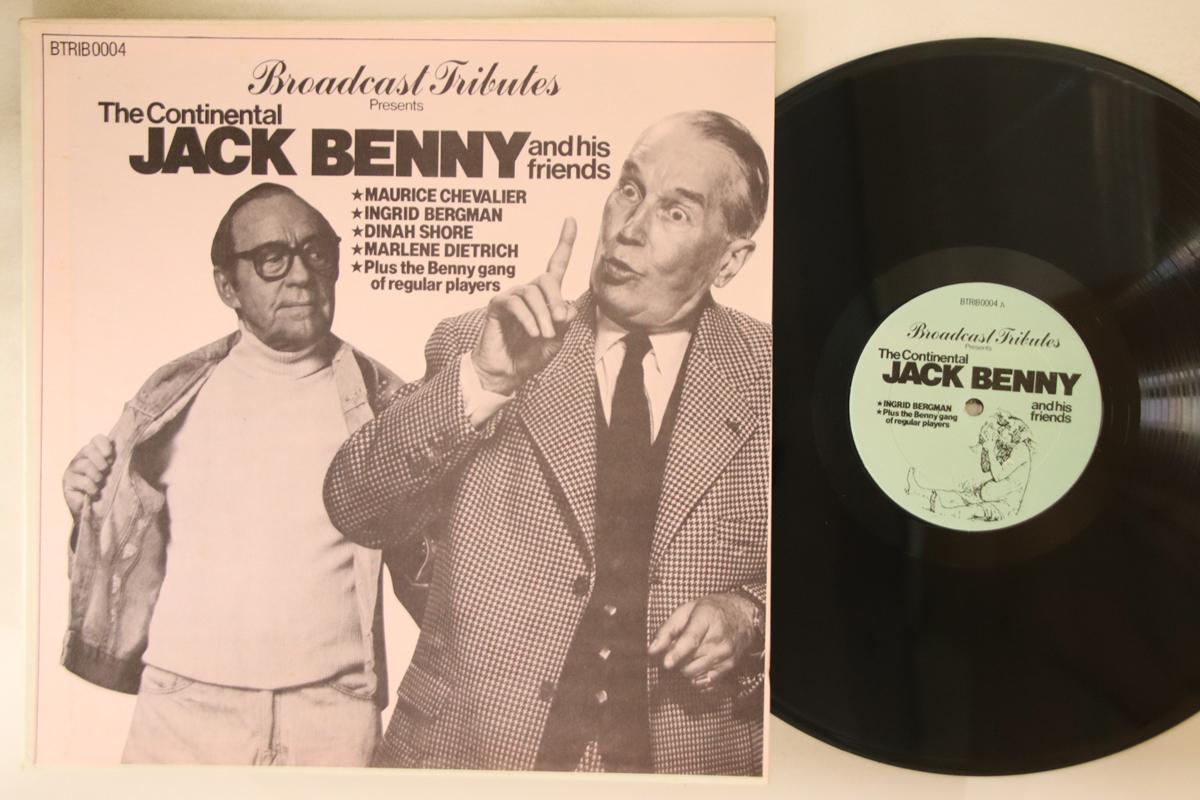 BTRIB0004
Broadcast Tributes
Presents
The Continental
JACK BENNY and his
friends
★MAURICE CHEVALIER
★INGRID BERGMAN
★DINAH SHORE
★MARLENE DIETRICH
★Plus the Benny gang
of regular players
BTRIB0004 A
Broadcast Tributes
Presents
The Continental
JACK BENNY
and his
friends
★INGRID BERGMAN
★Plus the Benny gang
of regular players